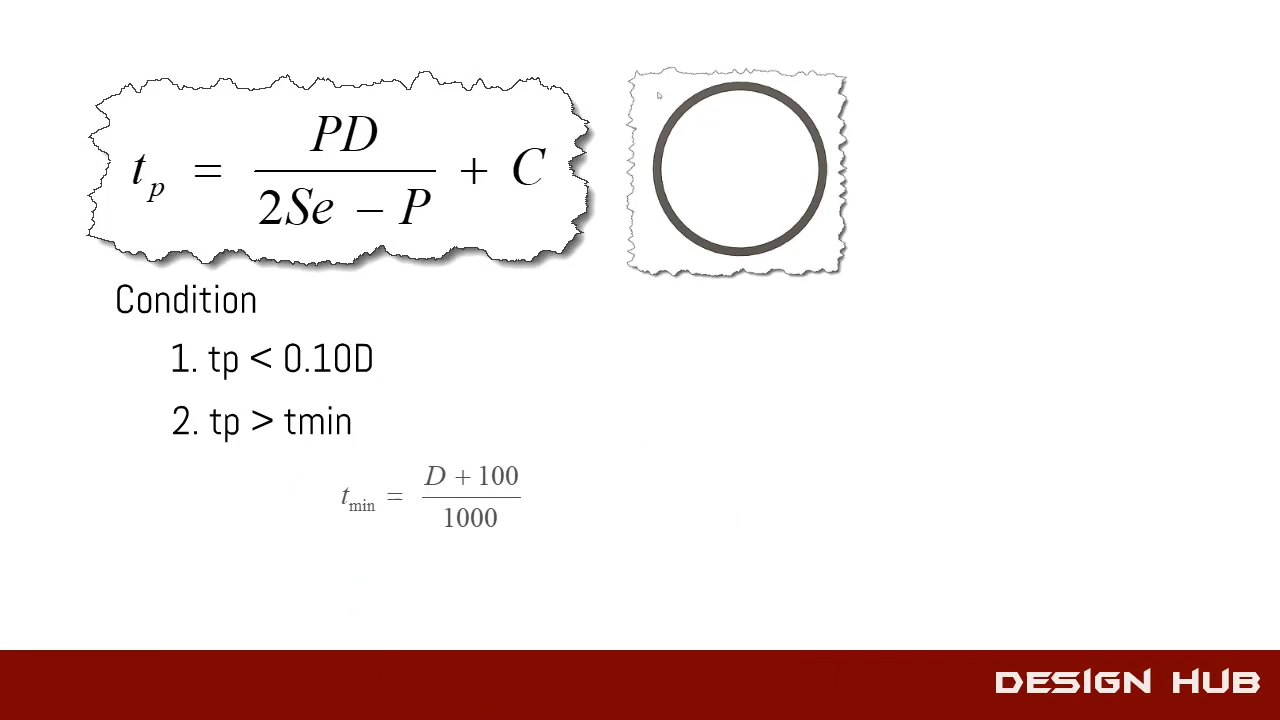 t_p = PD / (2Se – P) + C
Condition
1. tp < 0.10D
2. tp > tmin
t_min = (D + 100) / 1000
DESIGN HUB